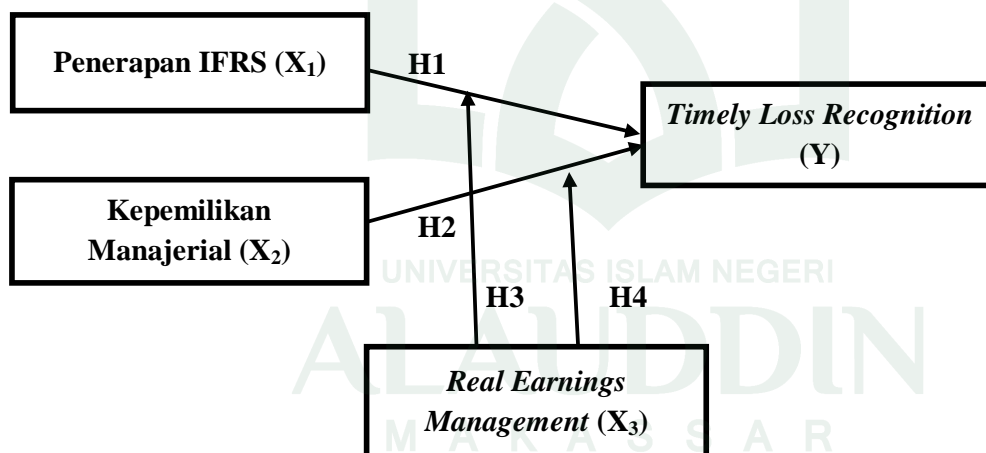 Penerapan IFRS (X₁)
H1
Timely Loss Recognition
(Y)
Kepemilikan
Manajerial (X₂)
H2
UNIVERSITAS ISLAM NEGERI
H3
H4
ALAUDDIN
Real Earnings
Management (X₃)
MAKASSAR